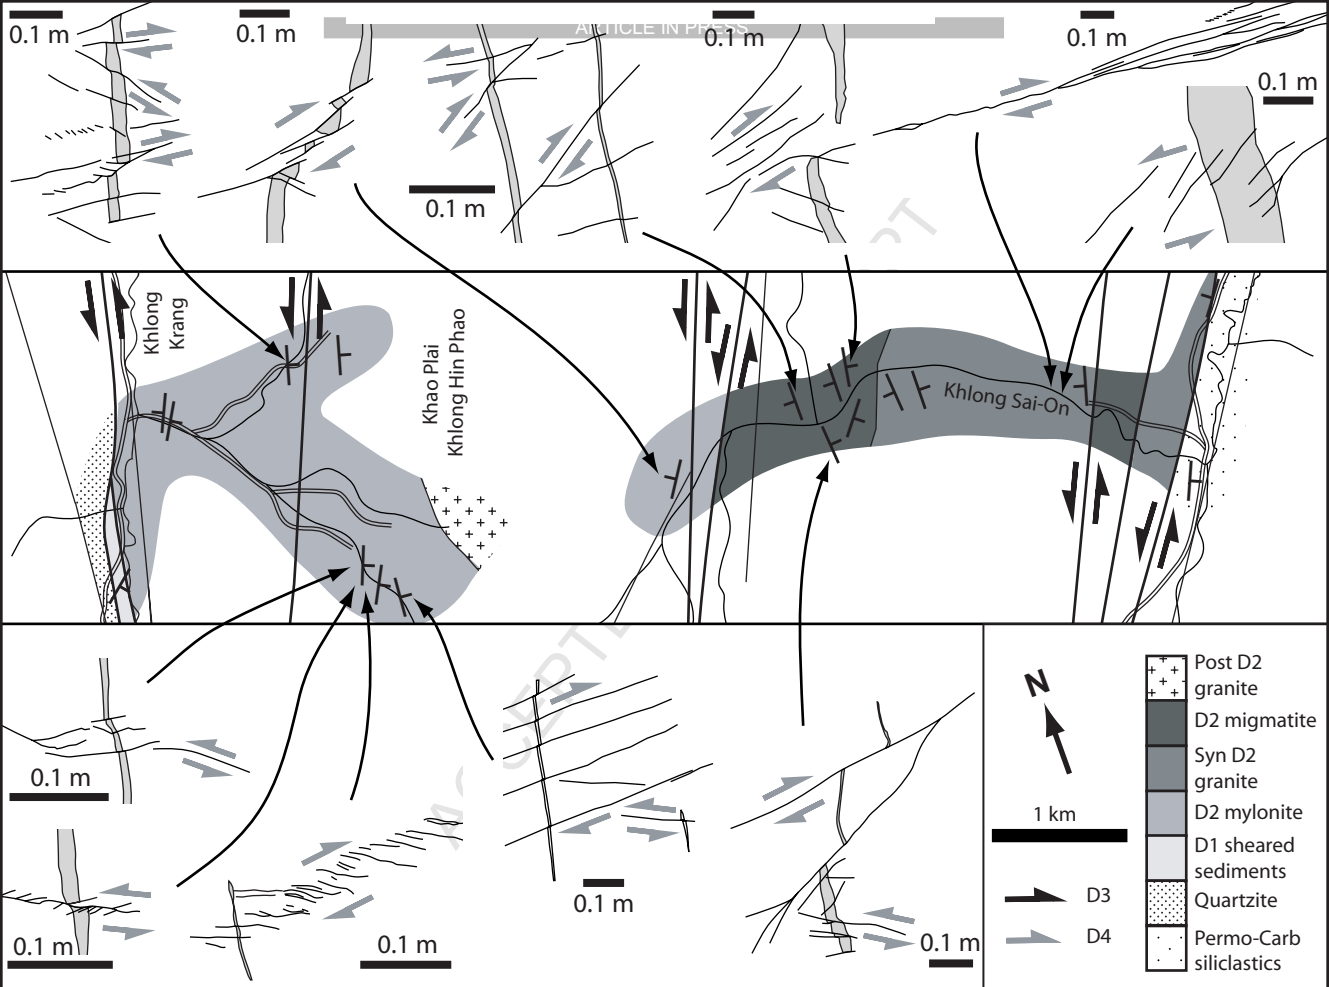 ARTICLE IN PRESS
0.1 m
0.1 m
0.1 m
0.1 m
0.1 m
0.1 m
Khlong
Krang
Khao Plai
Khlong Hin Phao
Khlong Sai-On
0.1 m
0.1 m
0.1 m
0.1 m
0.1 m
N
1 km
D3
D4
Post D2
granite
D2 migmatite
Syn D2
granite
D2 mylonite
D1 sheared
sediments
Quartzite
Permo-Carb
siliclastics